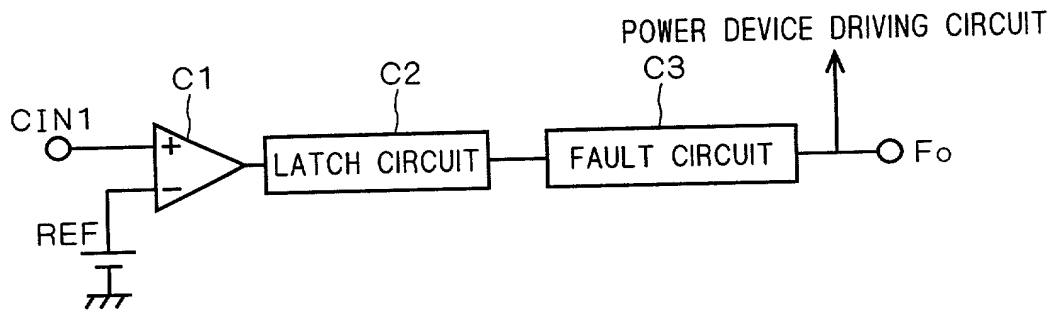 POWER DEVICE DRIVING CIRCUIT
C1
C2
C3
CIN1
+
LATCH CIRCUIT
FAULT CIRCUIT
Fo
−
REF